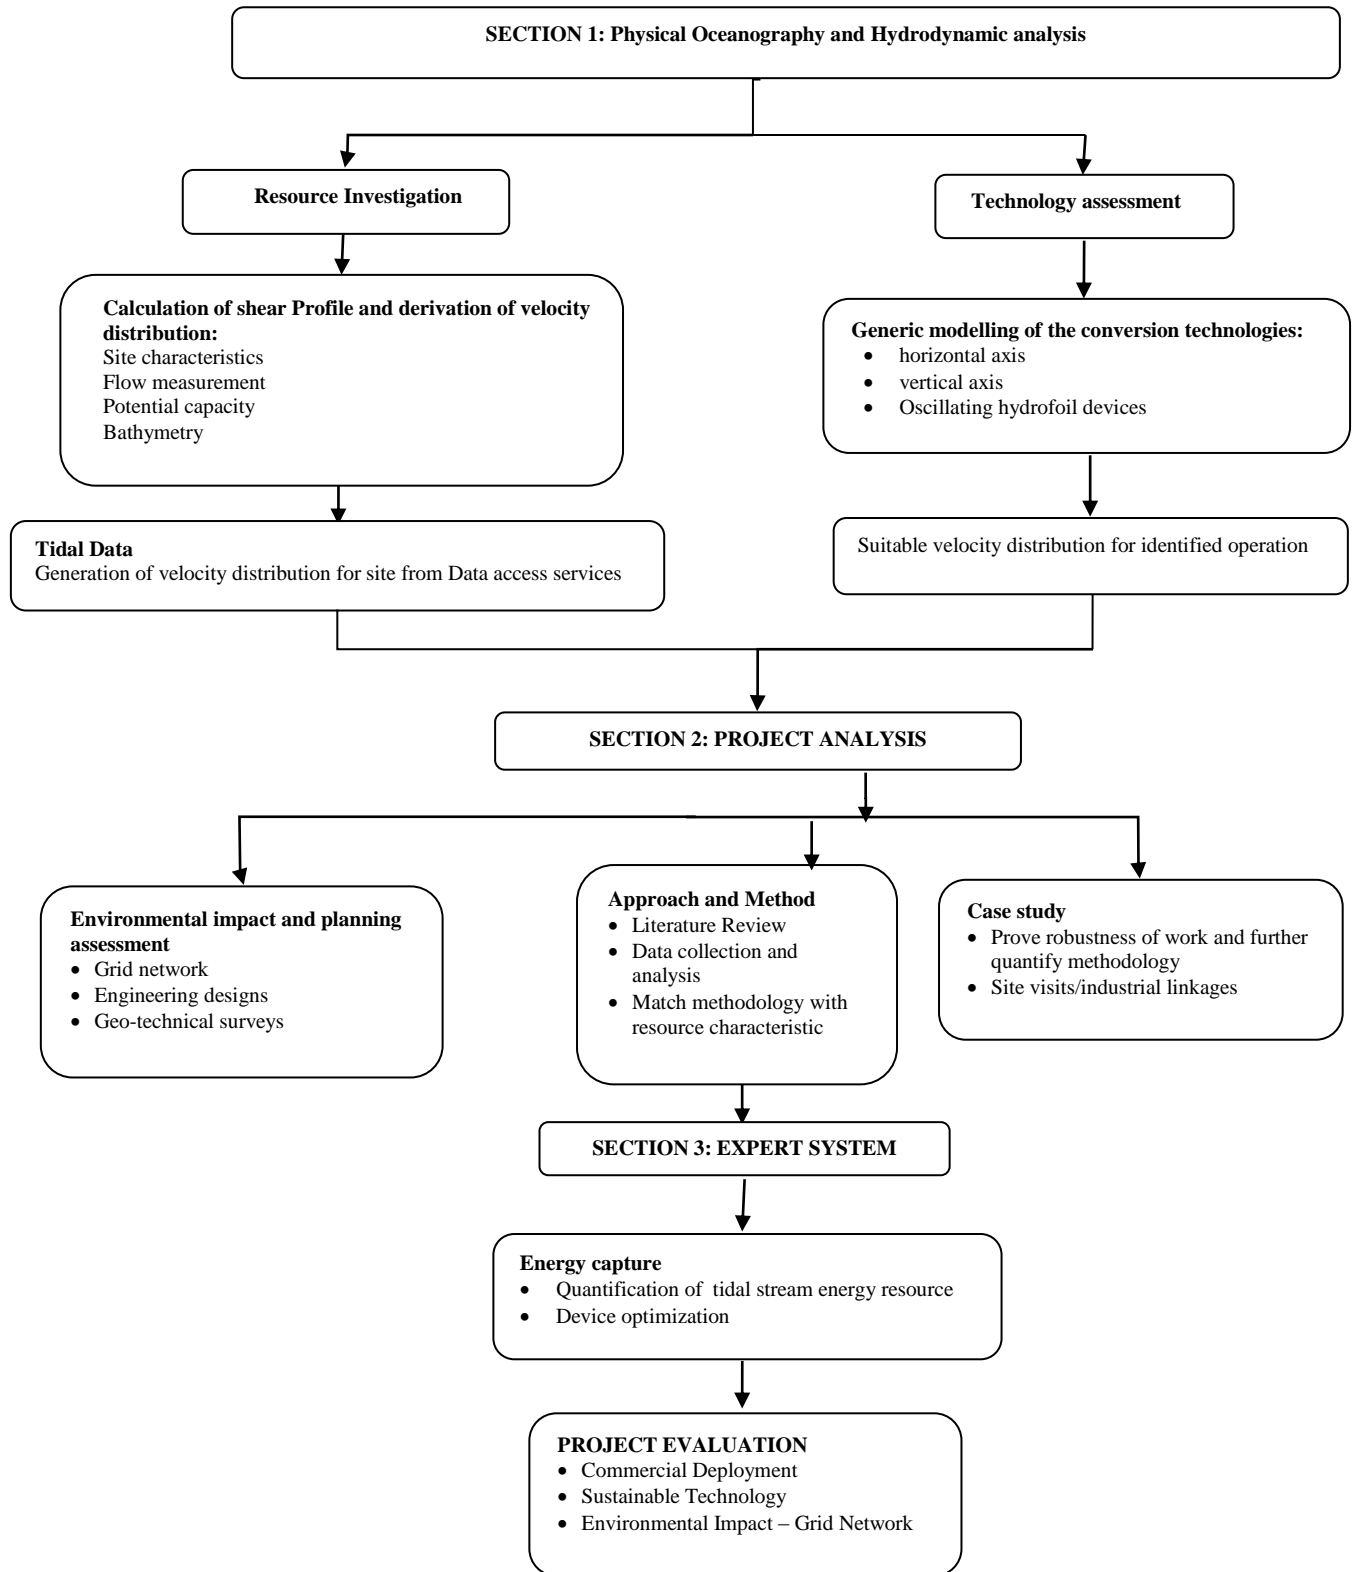 SECTION 1: Physical Oceanography and Hydrodynamic analysis
Resource Investigation
Technology assessment
Calculation of shear Profile and derivation of velocity
distribution:
Site characteristics
Flow measurement
Potential capacity
Bathymetry
Generic modelling of the conversion technologies:
• horizontal axis
• vertical axis
• Oscillating hydrofoil devices
Tidal Data
Generation of velocity distribution for site from Data access services
Suitable velocity distribution for identified operation
SECTION 2: PROJECT ANALYSIS
Environmental impact and planning
assessment
• Grid network
• Engineering designs
• Geo-technical surveys
Approach and Method
• Literature Review
• Data collection and
analysis
• Match methodology with
resource characteristic
Case study
• Prove robustness of work and further
quantify methodology
• Site visits/industrial linkages
SECTION 3: EXPERT SYSTEM
Energy capture
• Quantification of tidal stream energy resource
• Device optimization
PROJECT EVALUATION
• Commercial Deployment
• Sustainable Technology
• Environmental Impact – Grid Network